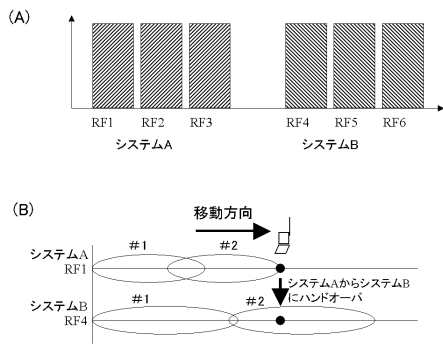 (A)
RF1 RF2 RF3 RF4 RF5 RF6
システムA システムB
(B)
移動方向
システムA
RF1
#1 #2
システムAからシステムB
にハンドオーバ
システムB
RF4
#1 #2